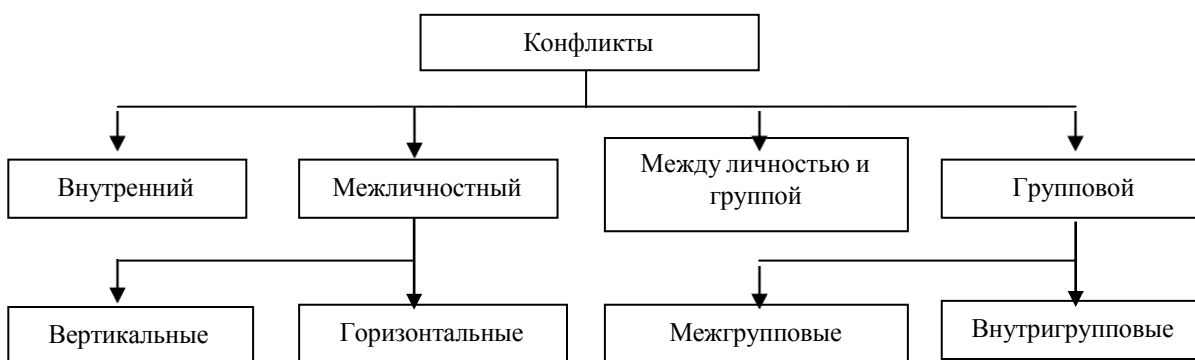 Конфликты
Внутренний
Межличностный
Между личностью и
группой
Групповой
Вертикальные
Горизонтальные
Межгрупповые
Внутригрупповые